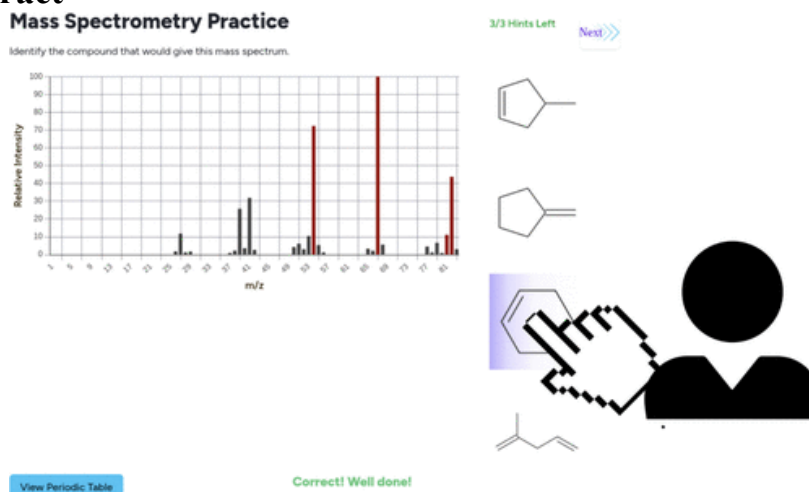 Mass Spectrometry Practice
3/3 Hints Left
Next
Identify the compound that would give this mass spectrum.
100
90
80
70
60
50
40
30
20
10
0
Relative Intensity
1 5 9 13 17 21 25 29 33 37 41 45 49 53 57 61 65 69 73 77 81
m/z
View Periodic Table
Correct! Well done!